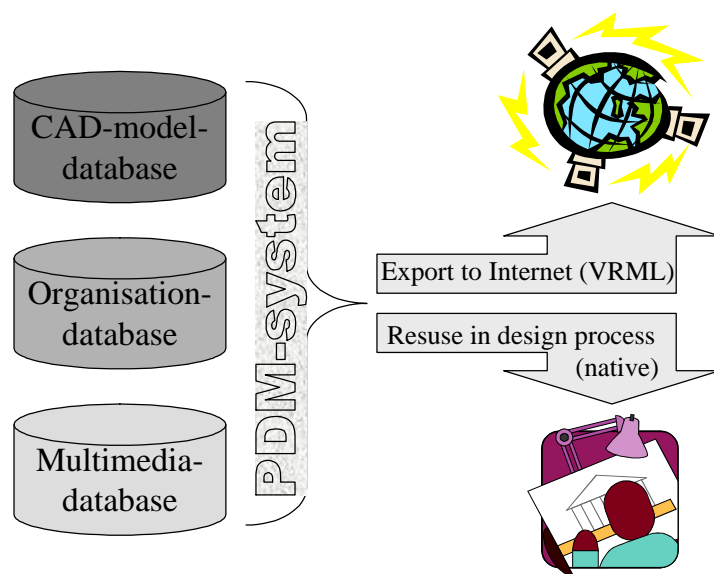 CAD-model-
database
Organisation-
database
Multimedia-
database
PDM-system
Export to Internet (VRML)
Resuse in design process
(native)